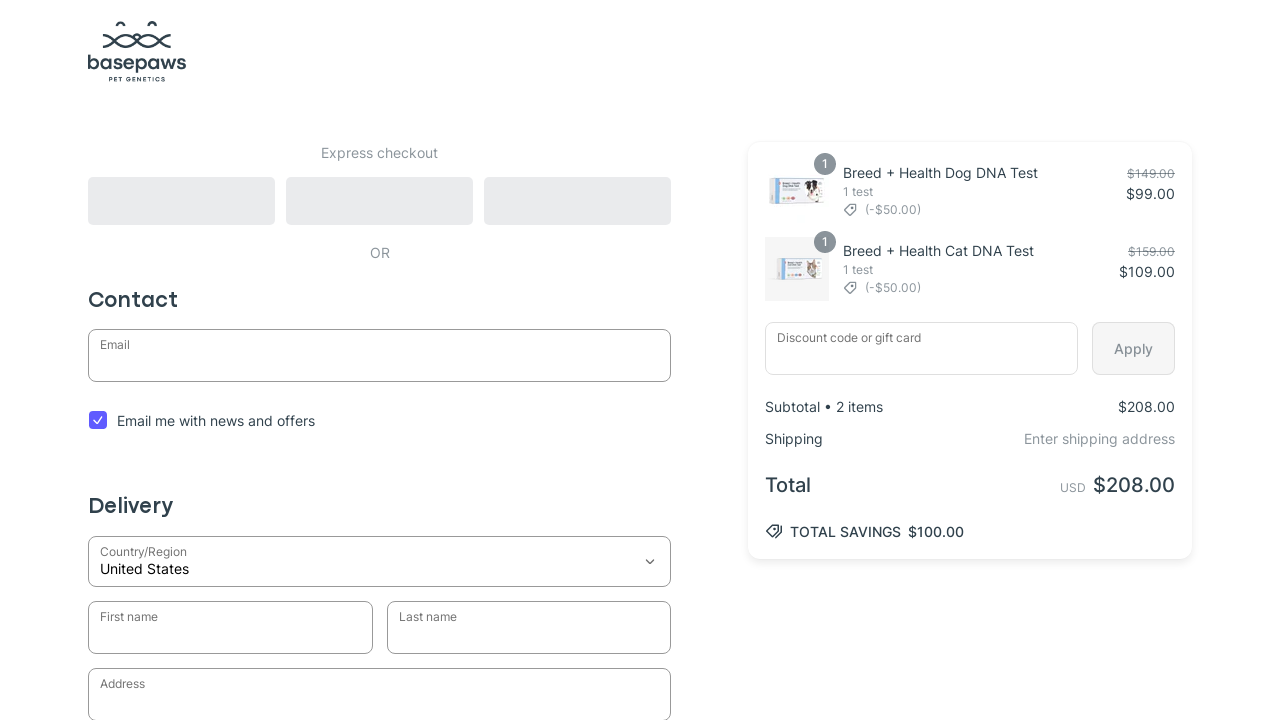 basepaws
PET GENETICS
Express checkout
OR
Contact
Email
Email me with news and offers
Delivery
Country/Region
United States
First name
Last name
Address
1
Breed + Health Dog DNA Test
$149.00
1 test
$99.00
(-$50.00)
1
Breed + Health Cat DNA Test
$159.00
1 test
$109.00
(-$50.00)
Discount code or gift card
Apply
Subtotal • 2 items
$208.00
Shipping
Enter shipping address
Total
USD $208.00
TOTAL SAVINGS $100.00